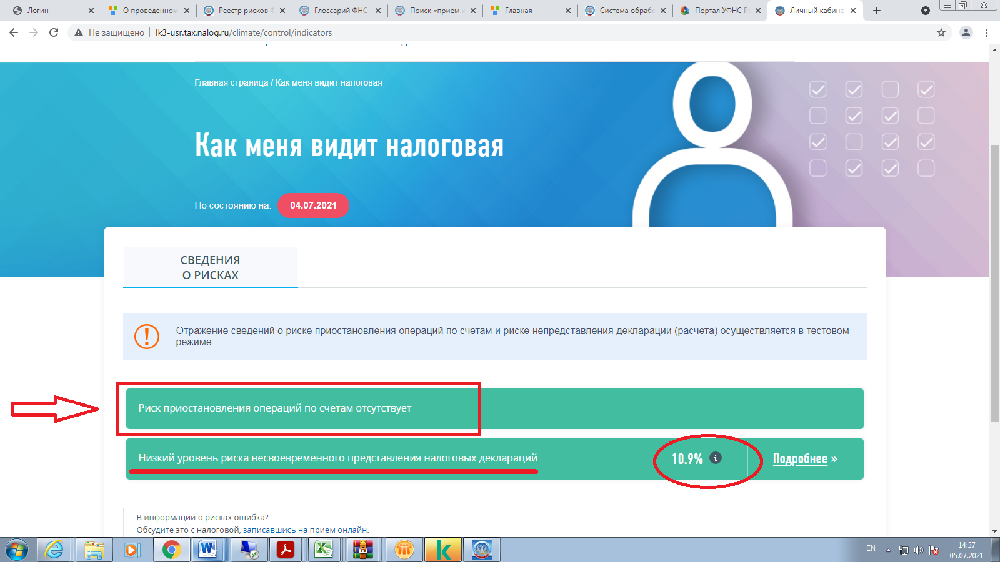 Логин
О проведенном
Реестр рисков Ф
Глоссарий ФНС
Поиск «прием и
Главная
Система обрабо
Портал УФНС Р
Личный кабине
Не защищено
lk3-usr.tax.nalog.ru/climate/control/indicators
Главная страница / Как меня видит налоговая
Как меня видит налоговая
По состоянию на: 04.07.2021
СВЕДЕНИЯ
О РИСКАХ
Отражение сведений о риске приостановления операций по счетам и риске непредставления декларации (расчета) осуществляется в тестовом
режиме.
Риск приостановления операций по счетам отсутствует
Низкий уровень риска несвоевременного представления налоговых деклараций 10.9% Подробнее »
В информации о рисках ошибка?
Обсудите это с налоговой, записавшись на прием онлайн.
EN
14:37
05.07.2021